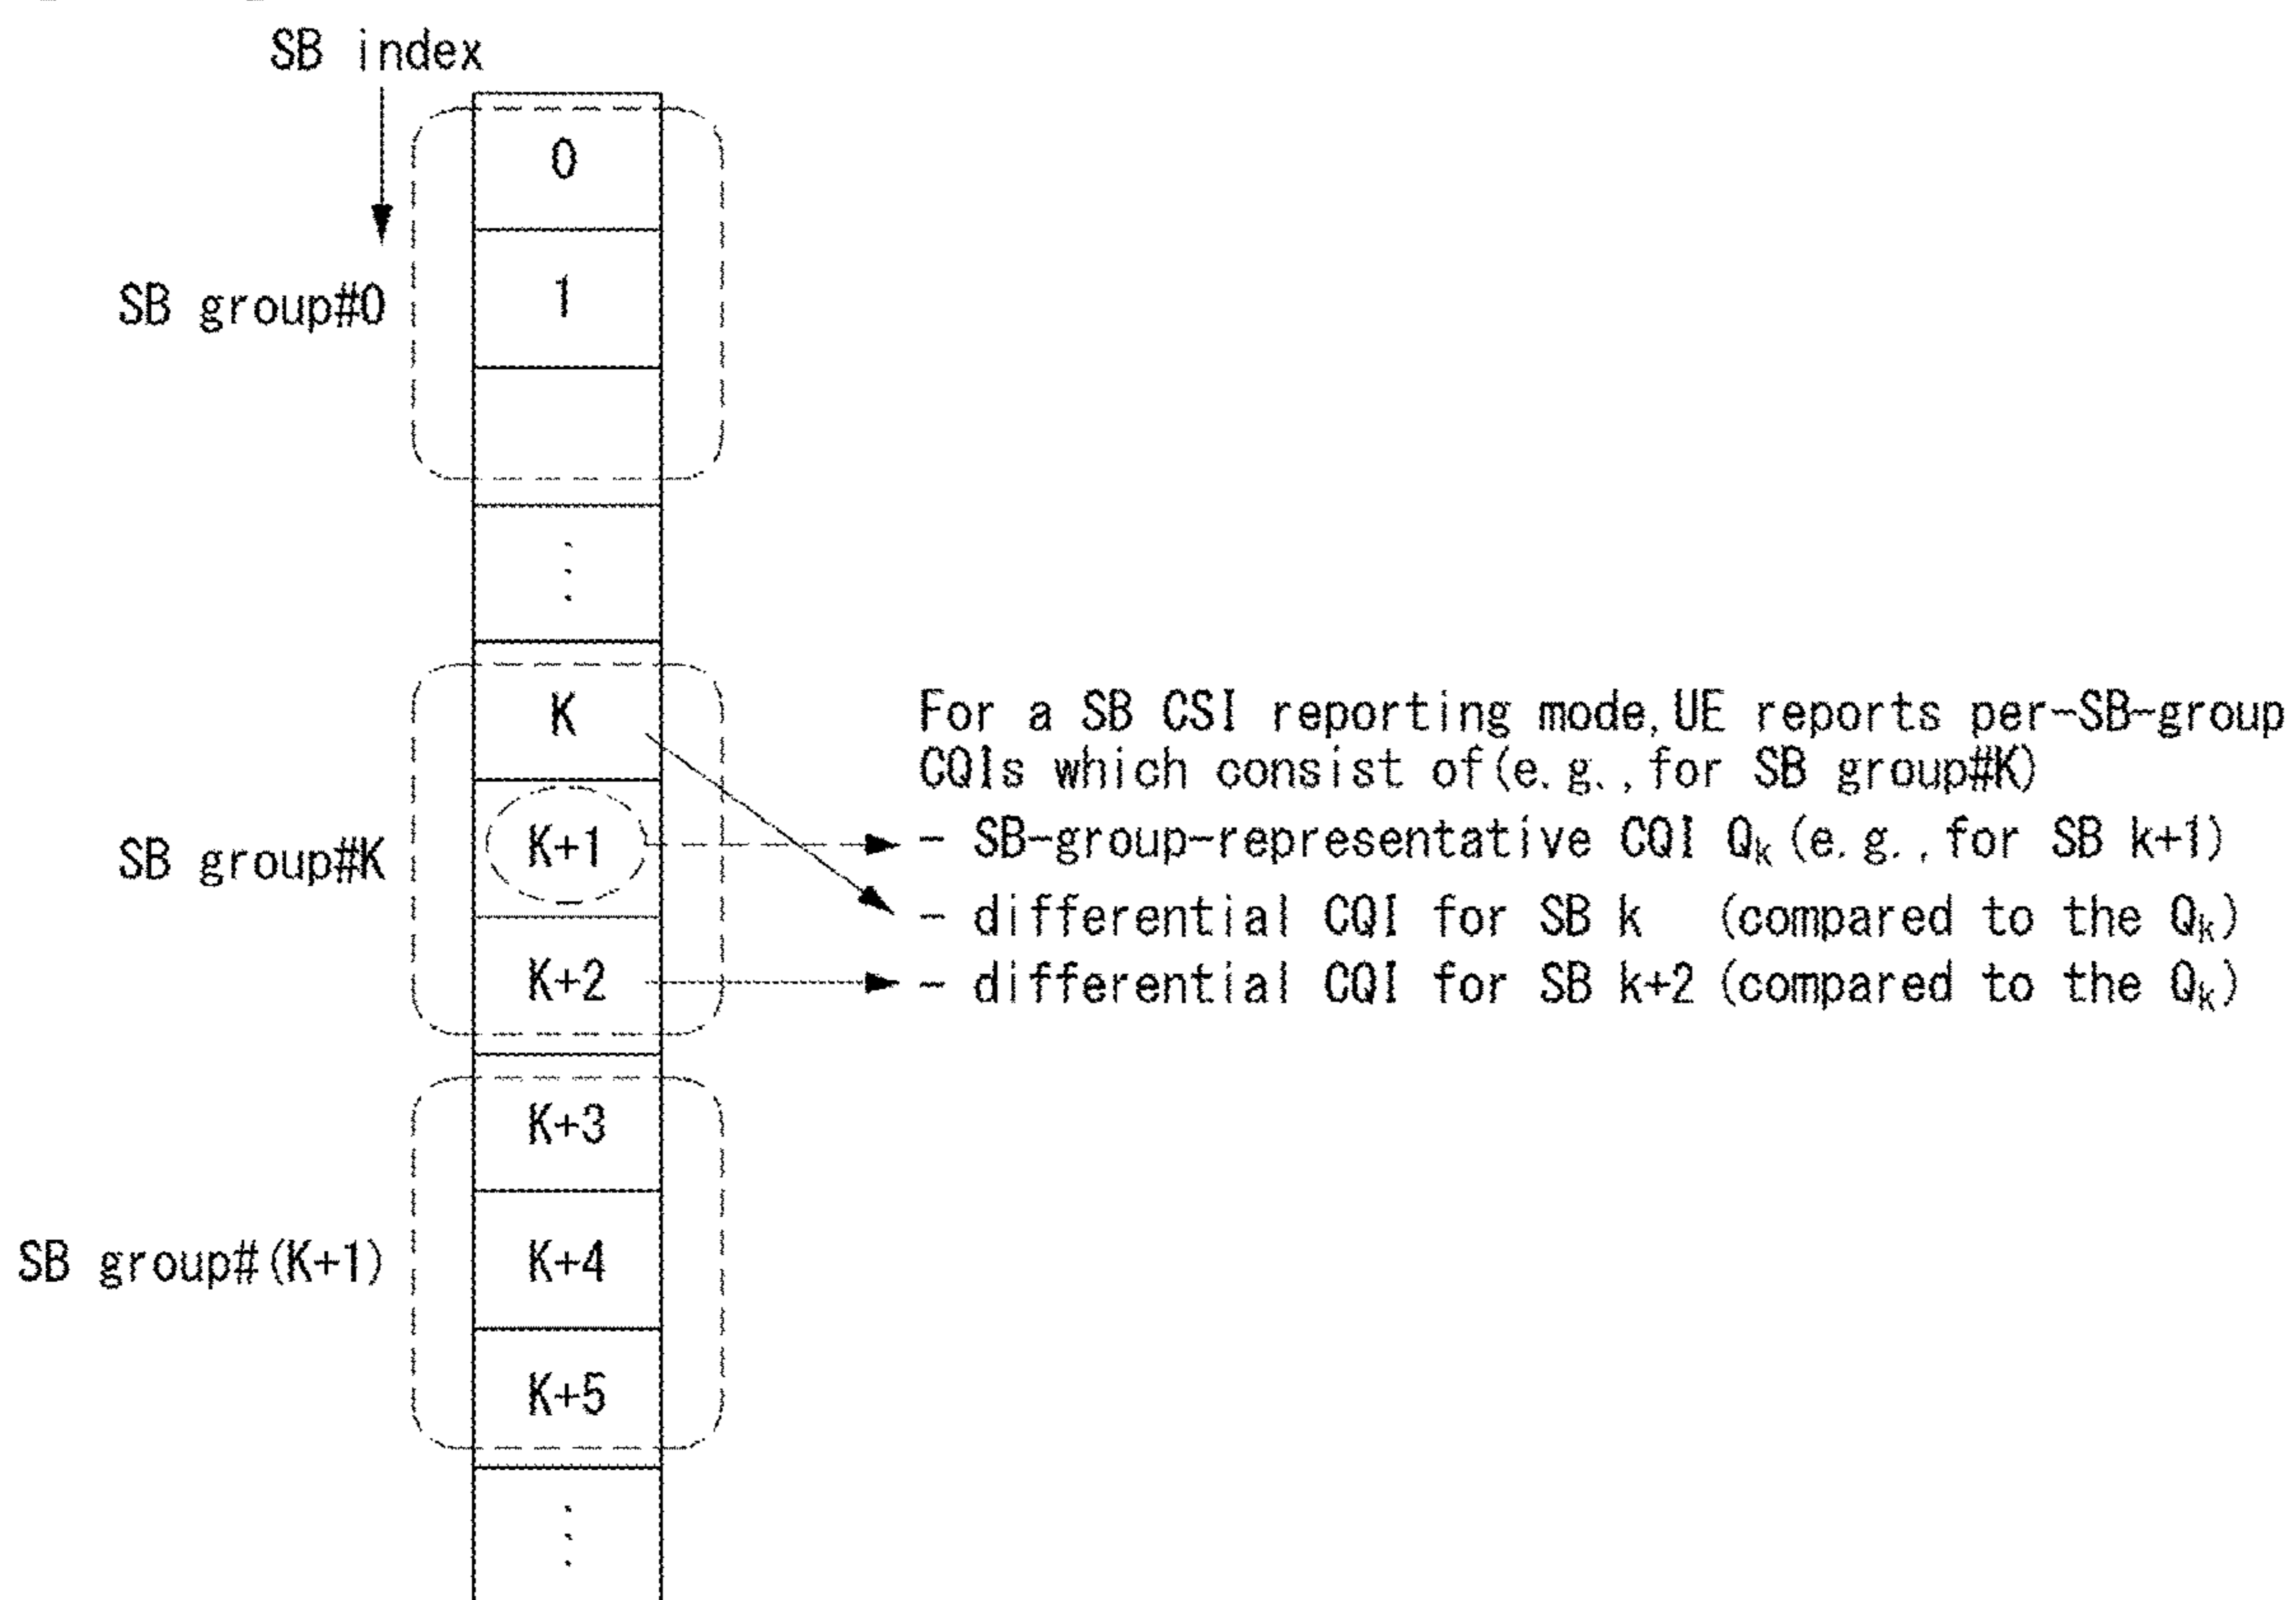 SB index
0
SB group#0
1
⋮
K
For a SB CSI reporting mode, UE reports per-SB-group
CQIs which consist of (e.g., for SB group#K)
SB group#K
K+1
- SB-group-representative CQI Qk (e.g., for SB k+1)
- differential CQI for SB k (compared to the Qk)
K+2
- differential CQI for SB k+2 (compared to the Qk)
K+3
SB group#(K+1)
K+4
K+5
⋮